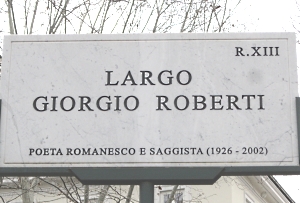 R.XIII
LARGO
GIORGIO ROBERTI
POETA ROMANESCO E SAGGISTA (1926 - 2002)